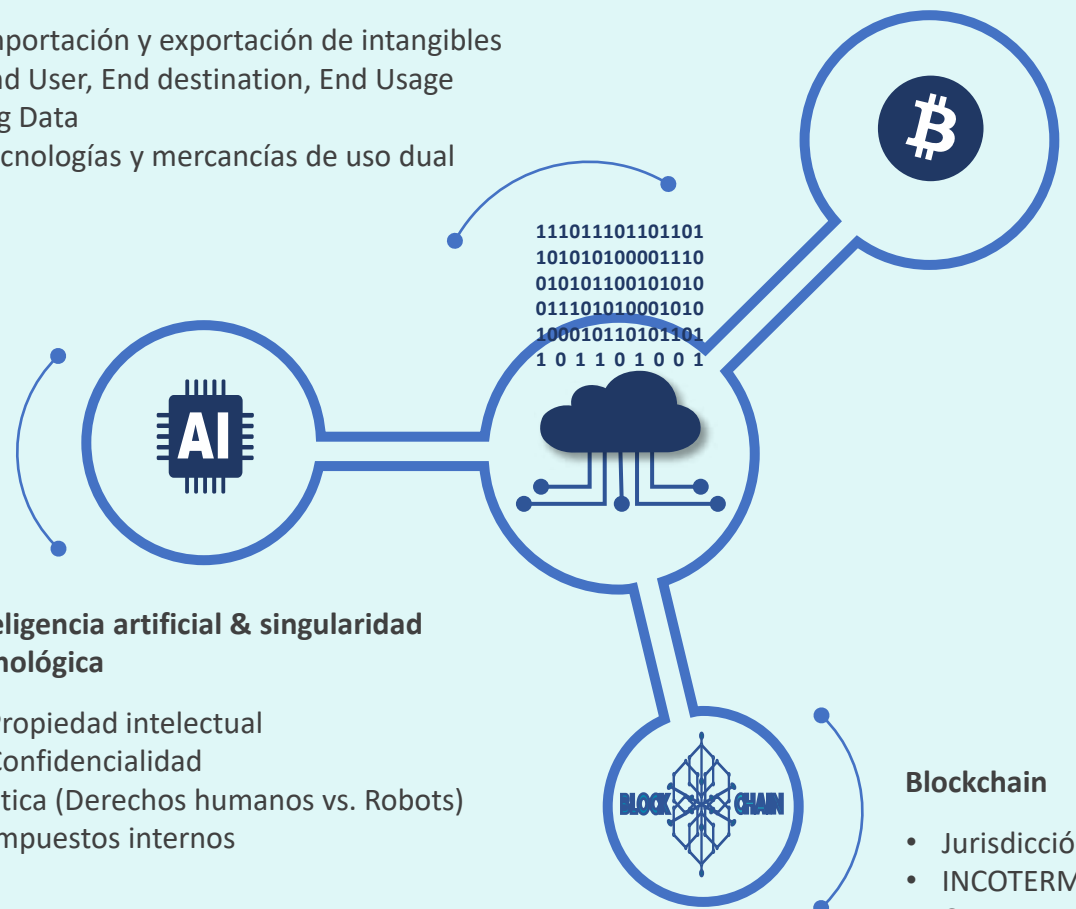 mportación y exportación de intangibles
nd User, End destination, End Usage
g Data
cnologías y mercancías de uso dual
111011101101101
101010100001110
010101100101010
011101010001010
100010110101101
1 0 1 1 0 1 0 0 1
AI
eligencia artificial & singularidad
nológica
Propiedad intelectual
Confidencialidad
tica (Derechos humanos vs. Robots)
mpuestos internos
BLOCK CHAIN
Blockchain
• Jurisdicció
• INCOTERM